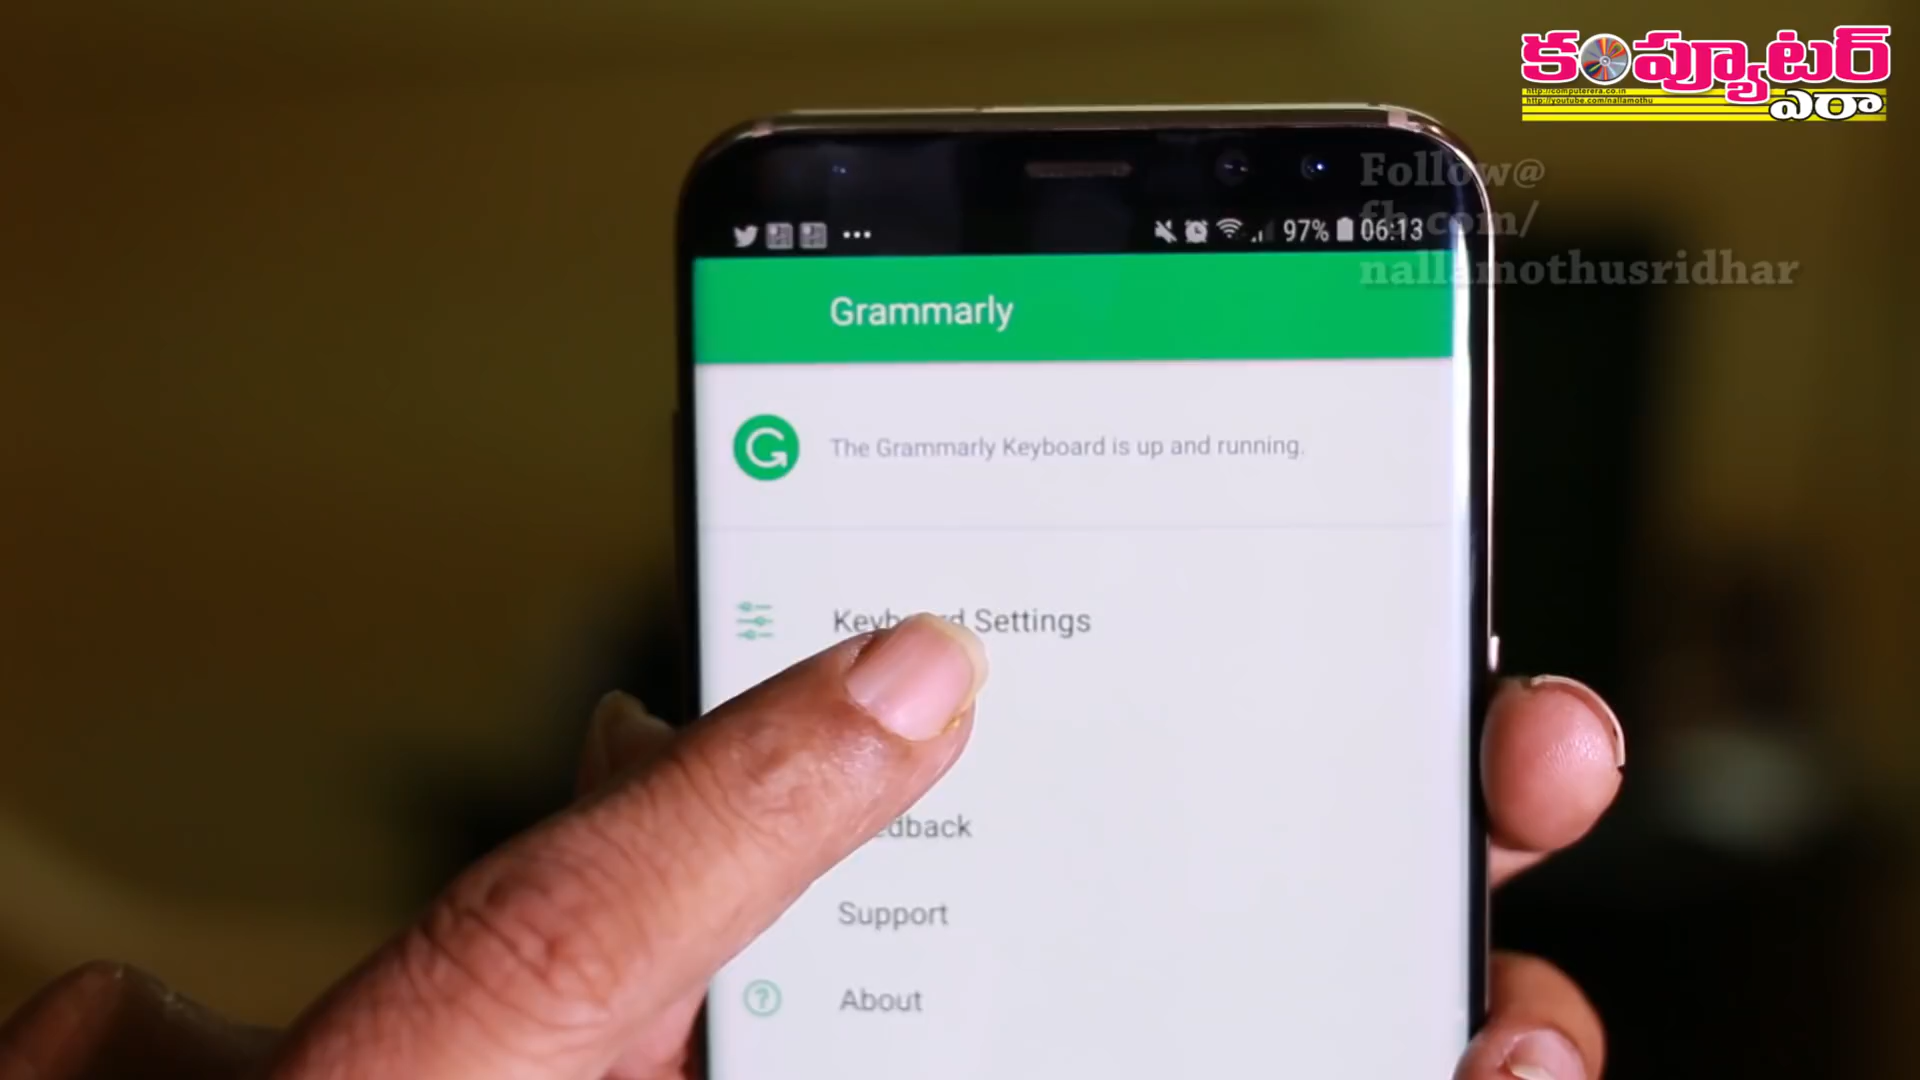 కంప్యూటర్
http://computerera.co.in
http://youtube.com/nallamothu
ఎరా
Follow@
fb.com/
nallamothusridhar
97% 06:13
Grammarly
The Grammarly Keyboard is up and running.
Keyboard Settings
Feedback
Support
About